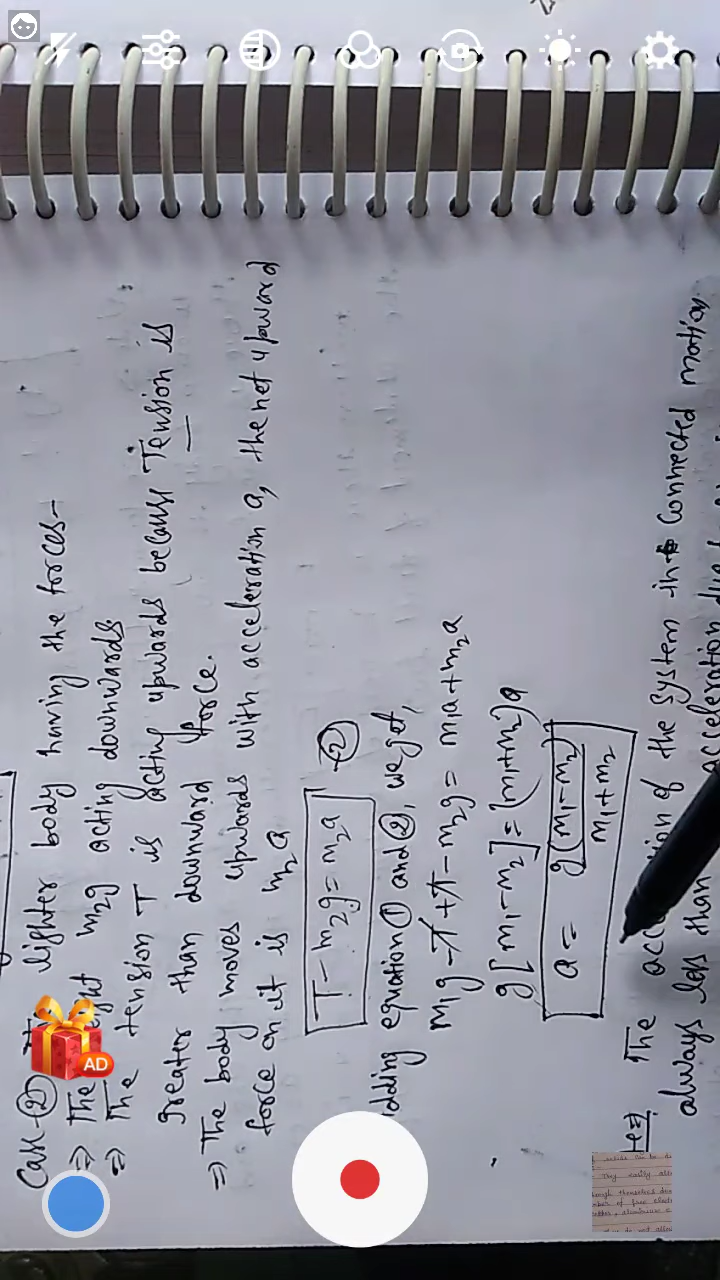 Case-② lighter body having the forces-
⇒ The m₂g acting downwards
⇒ The tension T is acting upwards because Tension is
greater than downward force.
⇒ The body moves upwards with acceleration a, the net upward
force on it is m₂a
T - m₂g = m₂a -②
adding equation ① and ②, we get,
m₁g - T + T - m₂g = m₁a + m₂a
g[m₁ - m₂] = (m₁ + m₂)a
a = g(m₁ - m₂) / m₁ + m₂
⇒ The of the system in connected motion
always less than acceleration due
AD